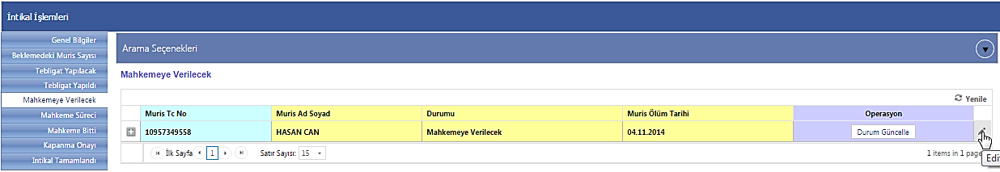 İntikal İşlemleri
Genel Bilgiler
Beklemedeki Muris Sayısı
Tebligat Yapılacak
Tebligat Yapıldı
Mahkemeye Verilecek
Mahkeme Süreci
Mahkeme Bitti
Kapanma Onayı
İntikal Tamamlandı
Arama Seçenekleri
Mahkemeye Verilecek
Yenile
Muris Tc No Muris Ad Soyad Durumu Muris Ölüm Tarihi Operasyon
10957349558 HASAN CAN Mahkemeye Verilecek 04.11.2014 Durum Güncelle
İlk Sayfa 1 Satır Sayısı: 15 1 items in 1 page
Edi